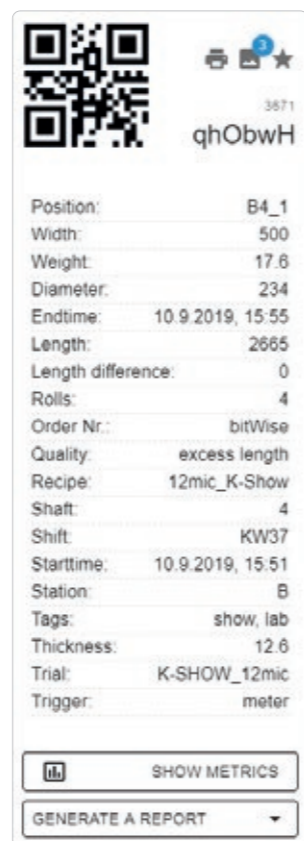 3
3671
qhObwH
Position: B4_1
Width: 500
Weight: 17.6
Diameter: 234
Endtime: 10.9.2019, 15:55
Length: 2665
Length difference: 0
Rolls: 4
Order Nr.: bitWise
Quality: excess length
Recipe: 12mic_K-Show
Shaft: 4
Shift: KW37
Starttime: 10.9.2019, 15:51
Station: B
Tags: show, lab
Thickness: 12.6
Trial: K-SHOW_12mic
Trigger: meter
SHOW METRICS
GENERATE A REPORT